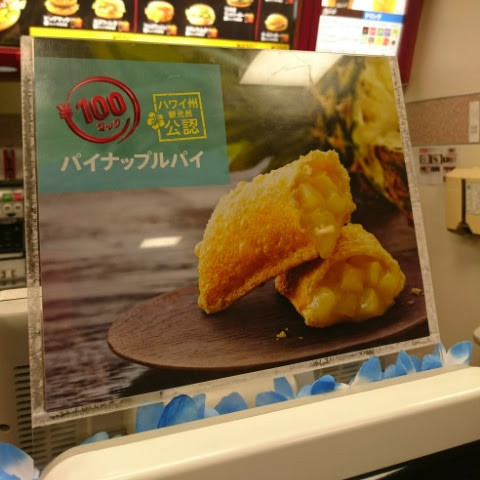 ¥100
マック
ハワイ州
観光局
公認
パイナップルパイ